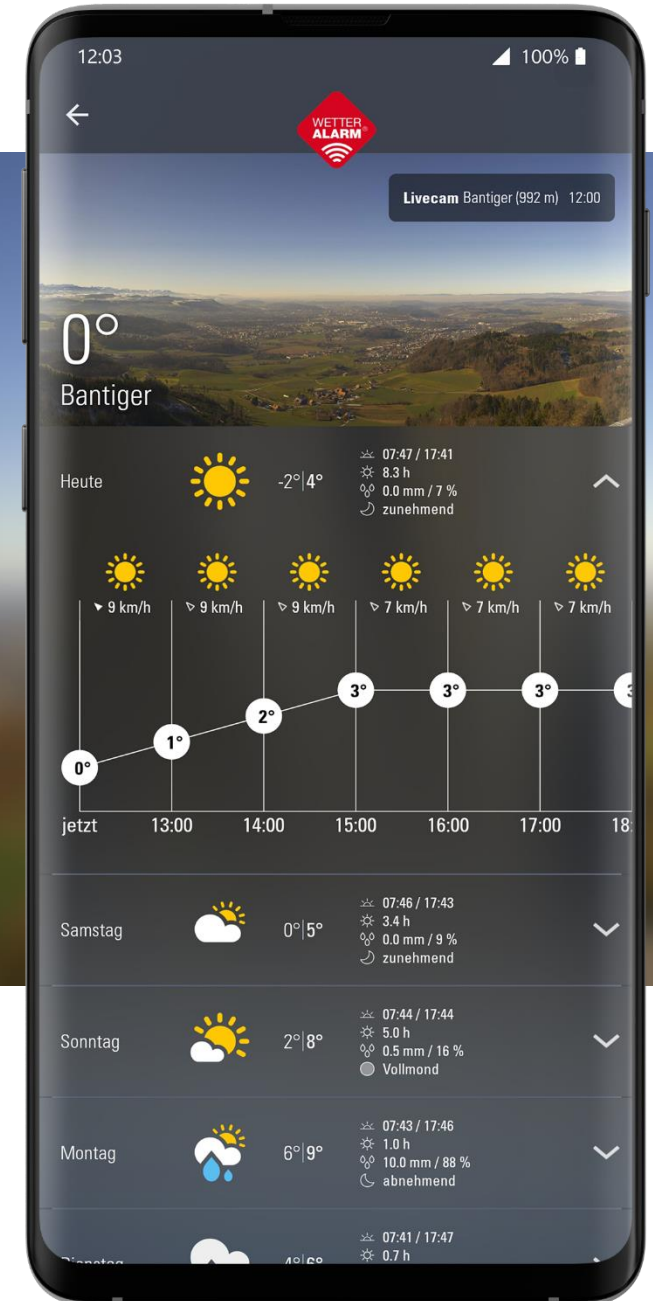 12:03
100%
WETTER
ALARM®
Livecam Bantiger (992 m) 12:00
0°
Bantiger
Heute
-2°|4°
07:47 / 17:41
8.3 h
0.0 mm / 7 %
zunehmend
9 km/h 9 km/h 9 km/h 7 km/h 7 km/h 7 km/h
0° 1° 2° 3° 3° 3°
jetzt 13:00 14:00 15:00 16:00 17:00 18:
Samstag
0°|5°
07:46 / 17:43
3.4 h
0.0 mm / 9 %
zunehmend
Sonntag
2°|8°
07:44 / 17:44
5.0 h
0.5 mm / 16 %
Vollmond
Montag
6°|9°
07:43 / 17:46
1.0 h
10.0 mm / 88 %
abnehmend
Dienstag
4°|6°
07:41 / 17:47
0.7 h